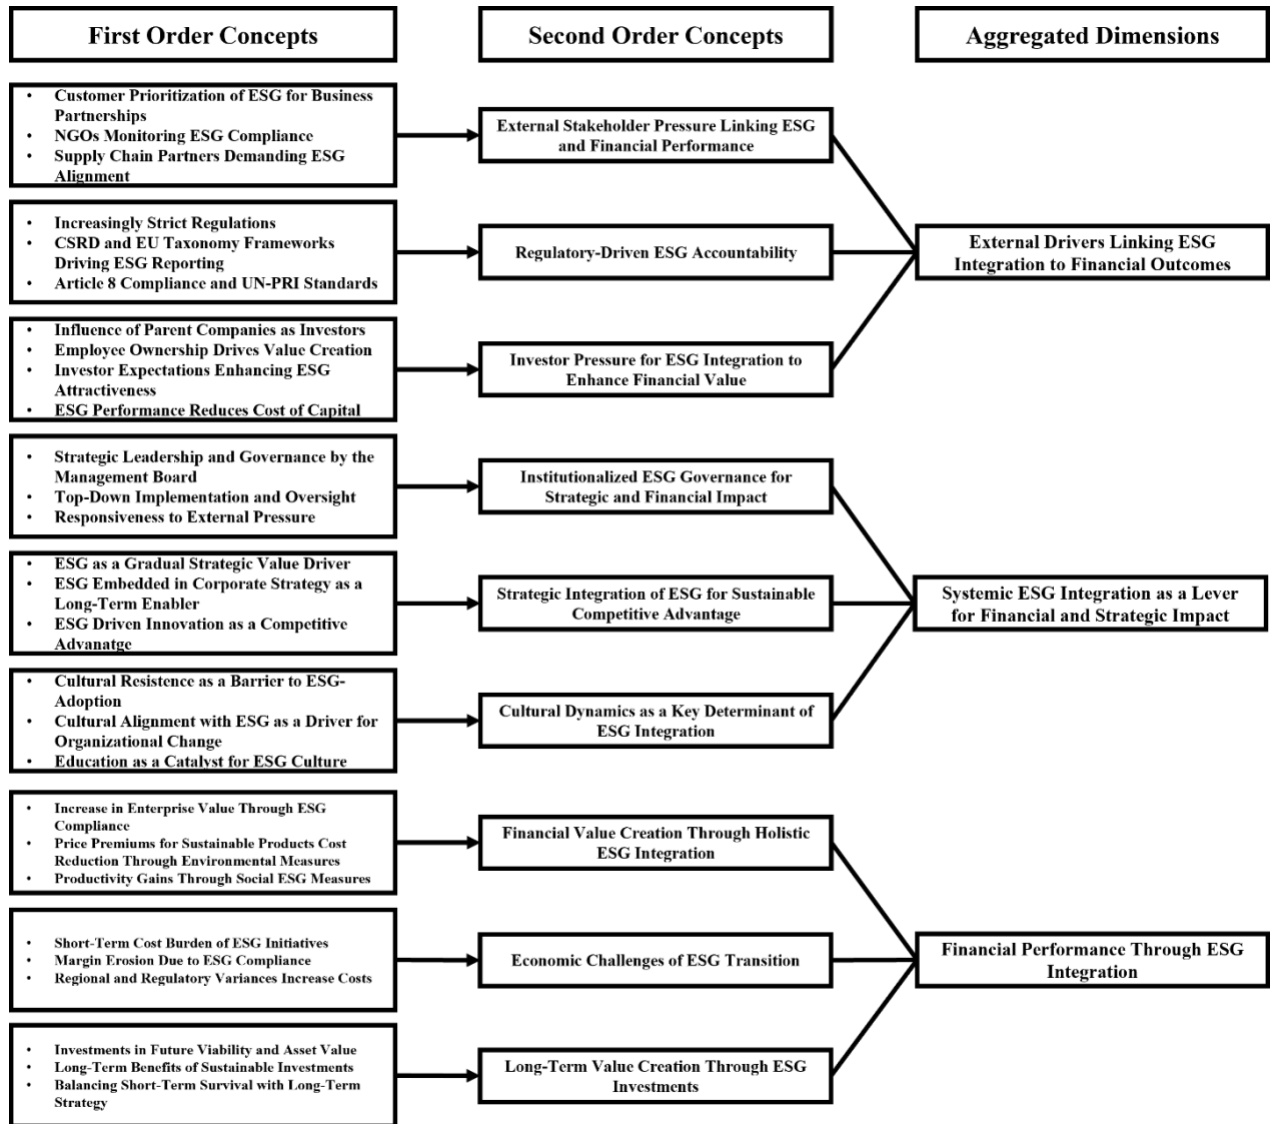 First Order Concepts
Second Order Concepts
Aggregated Dimensions
• Customer Prioritization of ESG for Business
Partnerships
• NGOs Monitoring ESG Compliance
• Supply Chain Partners Demanding ESG
Alignment
External Stakeholder Pressure Linking ESG
and Financial Performance
• Increasingly Strict Regulations
• CSRD and EU Taxonomy Frameworks
Driving ESG Reporting
• Article 8 Compliance and UN-PRI Standards
Regulatory-Driven ESG Accountability
External Drivers Linking ESG
Integration to Financial Outcomes
• Influence of Parent Companies as Investors
• Employee Ownership Drives Value Creation
• Investor Expectations Enhancing ESG
Attractiveness
• ESG Performance Reduces Cost of Capital
Investor Pressure for ESG Integration to
Enhance Financial Value
• Strategic Leadership and Governance by the
Management Board
• Top-Down Implementation and Oversight
• Responsiveness to External Pressure
Institutionalized ESG Governance for
Strategic and Financial Impact
• ESG as a Gradual Strategic Value Driver
• ESG Embedded in Corporate Strategy as a
Long-Term Enabler
• ESG Driven Innovation as a Competitive
Advanatge
Strategic Integration of ESG for Sustainable
Competitive Advantage
Systemic ESG Integration as a Lever
for Financial and Strategic Impact
• Cultural Resistence as a Barrier to ESG-
Adoption
• Cultural Alignment with ESG as a Driver for
Organizational Change
• Education as a Catalyst for ESG Culture
Cultural Dynamics as a Key Determinant of
ESG Integration
• Increase in Enterprise Value Through ESG
Compliance
• Price Premiums for Sustainable Products Cost
Reduction Through Environmental Measures
• Productivity Gains Through Social ESG Measures
Financial Value Creation Through Holistic
ESG Integration
• Short-Term Cost Burden of ESG Initiatives
• Margin Erosion Due to ESG Compliance
• Regional and Regulatory Variances Increase Costs
Economic Challenges of ESG Transition
Financial Performance Through ESG
Integration
• Investments in Future Viability and Asset Value
• Long-Term Benefits of Sustainable Investments
• Balancing Short-Term Survival with Long-Term
Strategy
Long-Term Value Creation Through ESG
Investments